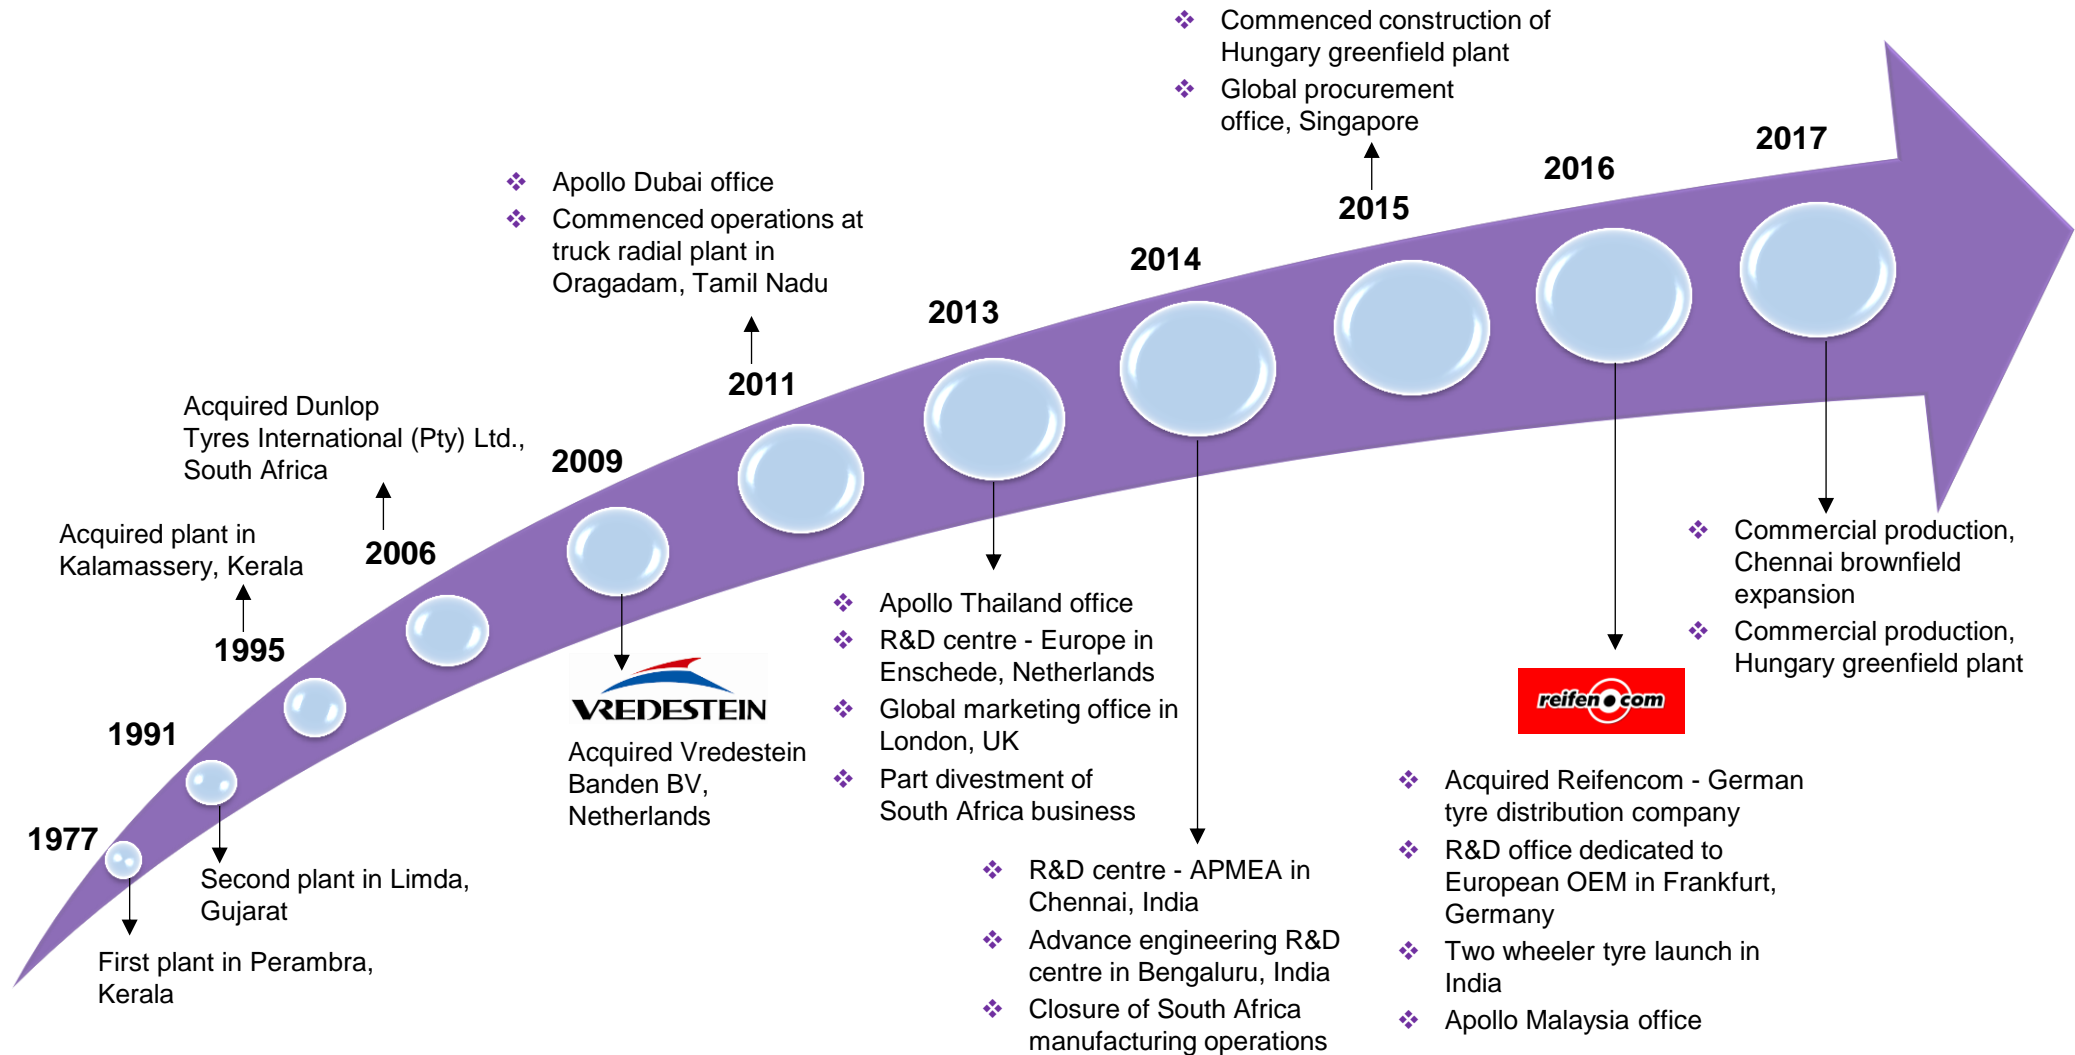 1977
First plant in Perambra,
Kerala
1991
Second plant in Limda,
Gujarat
Acquired plant in
Kalamassery, Kerala
1995
Acquired Dunlop
Tyres International (Pty) Ltd.,
South Africa
2006
2009
VREDESTEIN
Acquired Vredestein
Banden BV,
Netherlands
❖ Apollo Dubai office
❖ Commenced operations at
truck radial plant in
Oragadam, Tamil Nadu
2011
2013
❖ Apollo Thailand office
❖ R&D centre - Europe in
Enschede, Netherlands
❖ Global marketing office in
London, UK
❖ Part divestment of
South Africa business
2014
❖ R&D centre - APMEA in
Chennai, India
❖ Advance engineering R&D
centre in Bengaluru, India
❖ Closure of South Africa
manufacturing operations
❖ Commenced construction of
Hungary greenfield plant
❖ Global procurement
office, Singapore
2015
2016
reifen.com
❖ Acquired Reifencom - German
tyre distribution company
❖ R&D office dedicated to
European OEM in Frankfurt,
Germany
❖ Two wheeler tyre launch in
India
❖ Apollo Malaysia office
2017
❖ Commercial production,
Chennai brownfield
expansion
❖ Commercial production,
Hungary greenfield plant